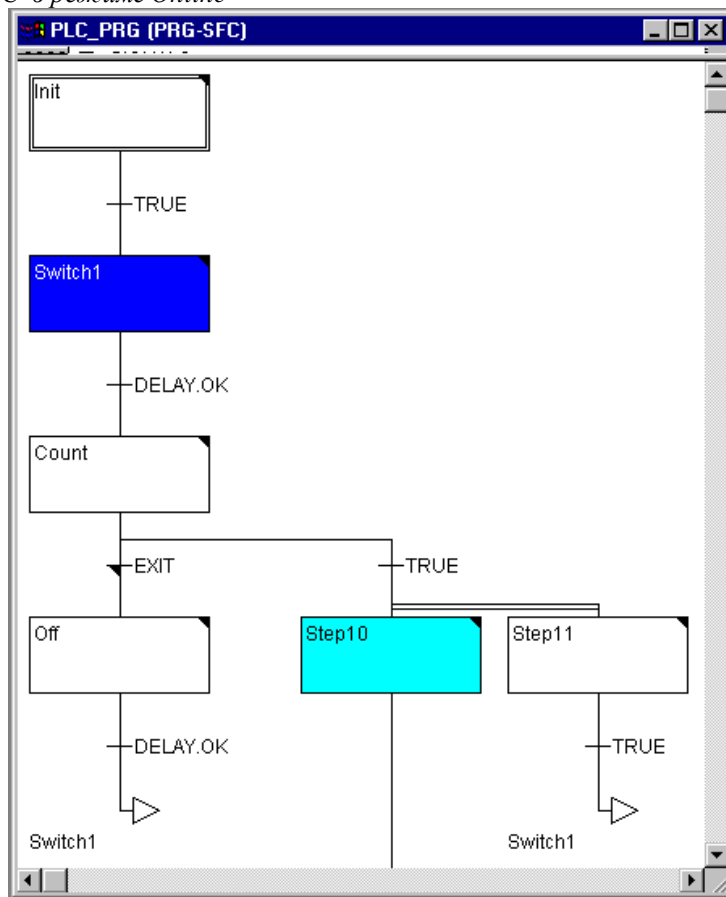 C- в режиме Online
PLC_PRG (PRG-SFC)
Init
TRUE
Switch1
DELAY.OK
Count
EXIT
TRUE
Off
Step10
Step11
DELAY.OK
TRUE
Switch1
Switch1